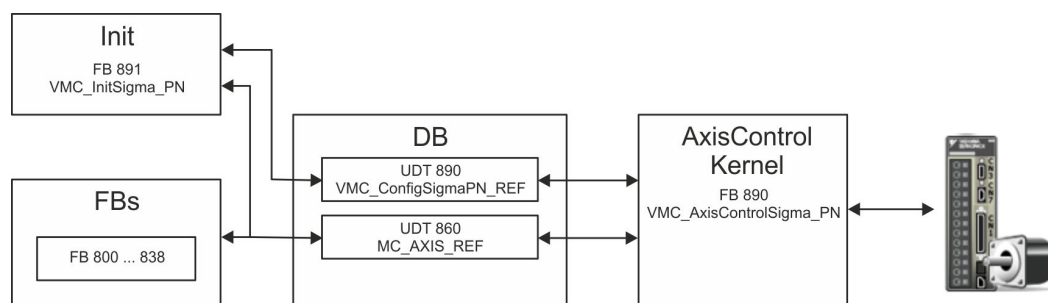 Init
FB 891
VMC_InitSigma_PN
FBs
FB 800 ... 838
DB
UDT 890
VMC_ConfigSigmaPN_REF
UDT 860
MC_AXIS_REF
AxisControl
Kernel
FB 890
VMC_AxisControlSigma_PN